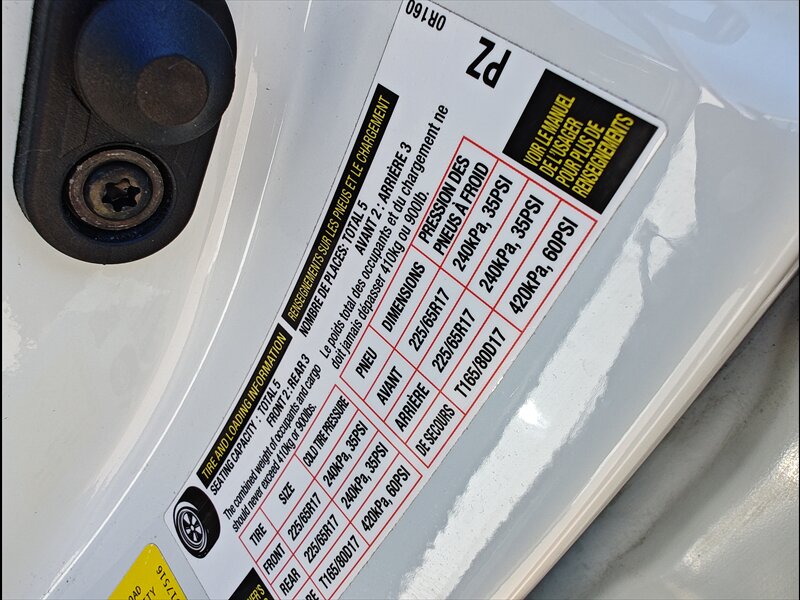 TIRE AND LOADING INFORMATION
SEATING CAPACITY : TOTAL 5
FRONT 2 : REAR 3
The combined weight of occupants and cargo
should never exceed 410kg or 900lbs.
TIRE SIZE COLD TIRE PRESSURE
FRONT 225/65R17 240kPa, 35PSI
REAR 225/65R17 240kPa, 35PSI
T165/80D17 420kPa, 60PSI
RENSEIGNEMENTS SUR LES PNEUS ET LE CHARGEMENT
NOMBRE DE PLACES: TOTAL 5
AVANT 2 : ARRIÈRE 3
Le poids total des occupants et du chargement ne
doit jamais dépasser 410kg ou 900lb.
PNEU DIMENSIONS PRESSION DES
PNEUS À FROID
AVANT 225/65R17 240kPa, 35PSI
ARRIÈRE 225/65R17 240kPa, 35PSI
DE SECOURS T165/80D17 420kPa, 60PSI
VOIR LE MANUEL
DE L'USAGER
POUR PLUS DE
RENSEIGNEMENTS
0R160
PZ
17516